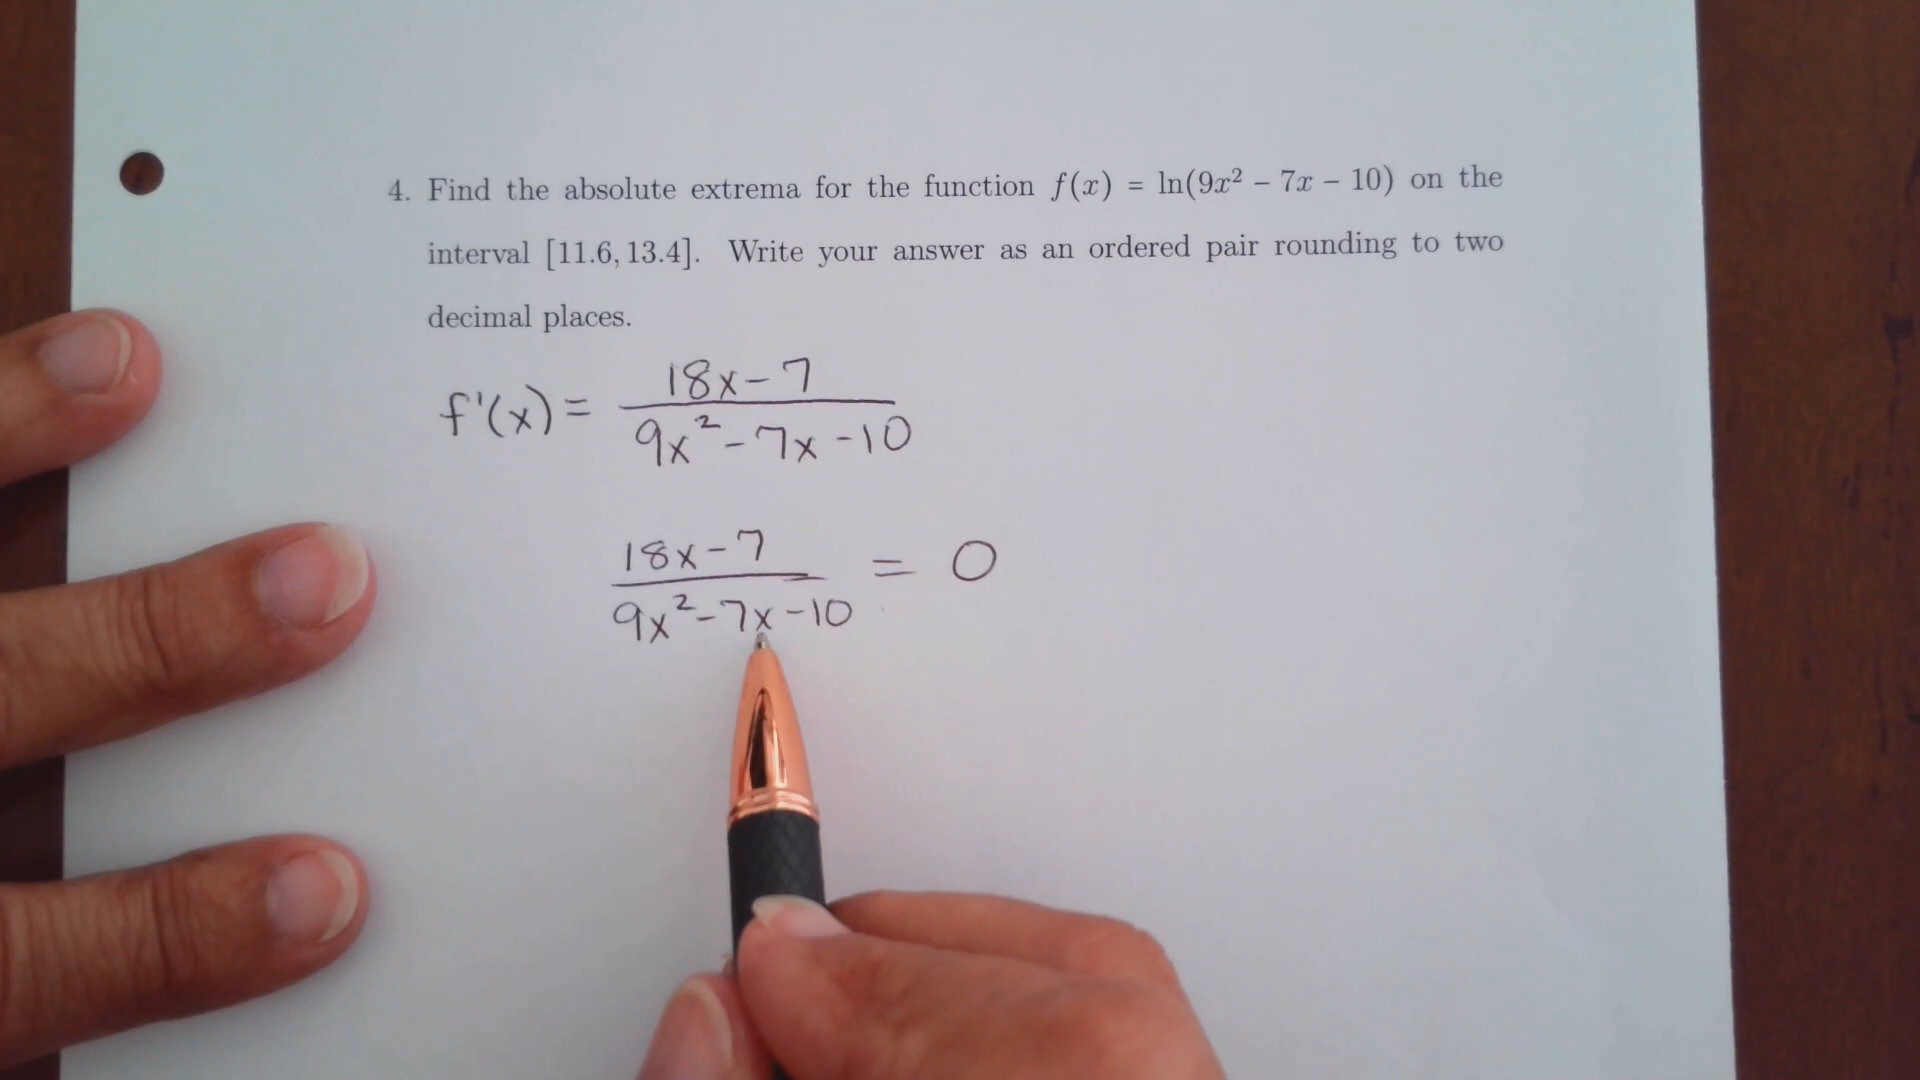 4. Find the absolute extrema for the function f(x) = ln(9x² − 7x − 10) on the
interval [11.6, 13.4]. Write your answer as an ordered pair rounding to two
decimal places.
f'(x) = (18x-7)/(9x²-7x-10)
(18x-7)/(9x²-7x-10) = 0